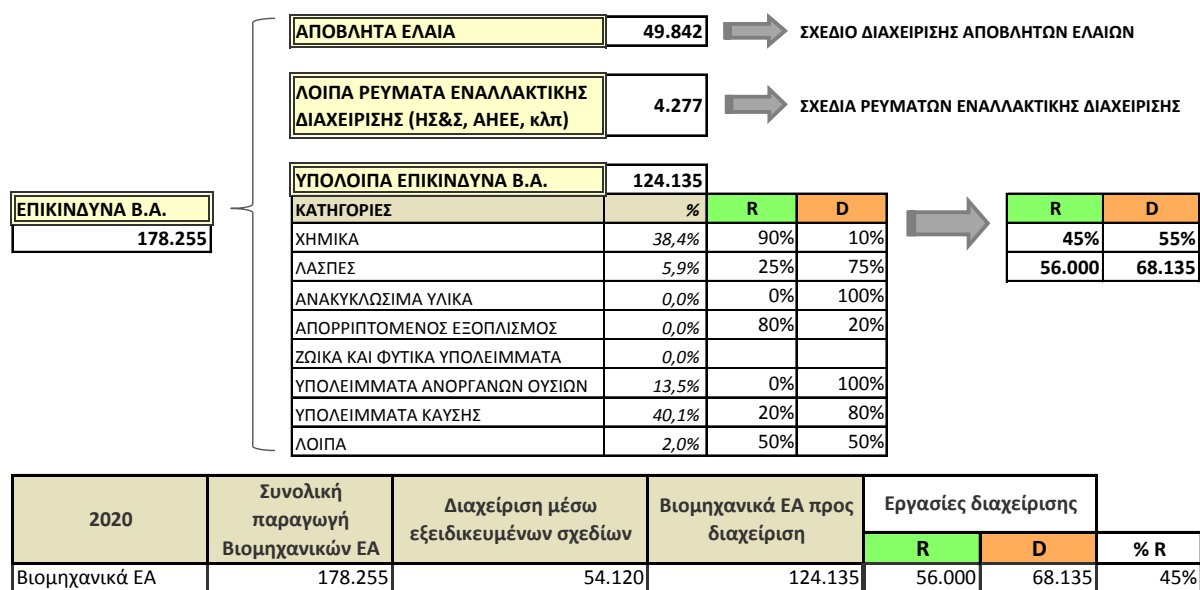 ΑΠΟΒΛΗΤΑ ΕΛΑΙΑ 49.842 ΣΧΕΔΙΟ ΔΙΑΧΕΙΡΙΣΗΣ ΑΠΟΒΛΗΤΩΝ ΕΛΑΙΩΝ
ΛΟΙΠΑ ΡΕΥΜΑΤΑ ΕΝΑΛΛΑΚΤΙΚΗΣ
ΔΙΑΧΕΙΡΙΣΗΣ (ΗΣ&Σ, ΑΗΕΕ, κλπ) 4.277 ΣΧΕΔΙΑ ΡΕΥΜΑΤΩΝ ΕΝΑΛΛΑΚΤΙΚΗΣ ΔΙΑΧΕΙΡΙΣΗΣ
ΕΠΙΚΙΝΔΥΝΑ Β.Α.
178.255
ΥΠΟΛΟΙΠΑ ΕΠΙΚΙΝΔΥΝΑ Β.Α. 124.135
ΚΑΤΗΓΟΡΙΕΣ % R D
ΧΗΜΙΚΑ 38,4% 90% 10%
ΛΑΣΠΕΣ 5,9% 25% 75%
ΑΝΑΚΥΚΛΩΣΙΜΑ ΥΛΙΚΑ 0,0% 0% 100%
ΑΠΟΡΡΙΠΤΟΜΕΝΟΣ ΕΞΟΠΛΙΣΜΟΣ 0,0% 80% 20%
ΖΩΙΚΑ ΚΑΙ ΦΥΤΙΚΑ ΥΠΟΛΕΙΜΜΑΤΑ 0,0%
ΥΠΟΛΕΙΜΜΑΤΑ ΑΝΟΡΓΑΝΩΝ ΟΥΣΙΩΝ 13,5% 0% 100%
ΥΠΟΛΕΙΜΜΑΤΑ ΚΑΥΣΗΣ 40,1% 20% 80%
ΛΟΙΠΑ 2,0% 50% 50%
R D
45% 55%
56.000 68.135
2020
Συνολική
παραγωγή
Βιομηχανικών ΕΑ
Διαχείριση μέσω
εξειδικευμένων σχεδίων
Βιομηχανικά ΕΑ προς
διαχείριση
Εργασίες διαχείρισης
R D % R
Βιομηχανικά ΕΑ 178.255 54.120 124.135 56.000 68.135 45%